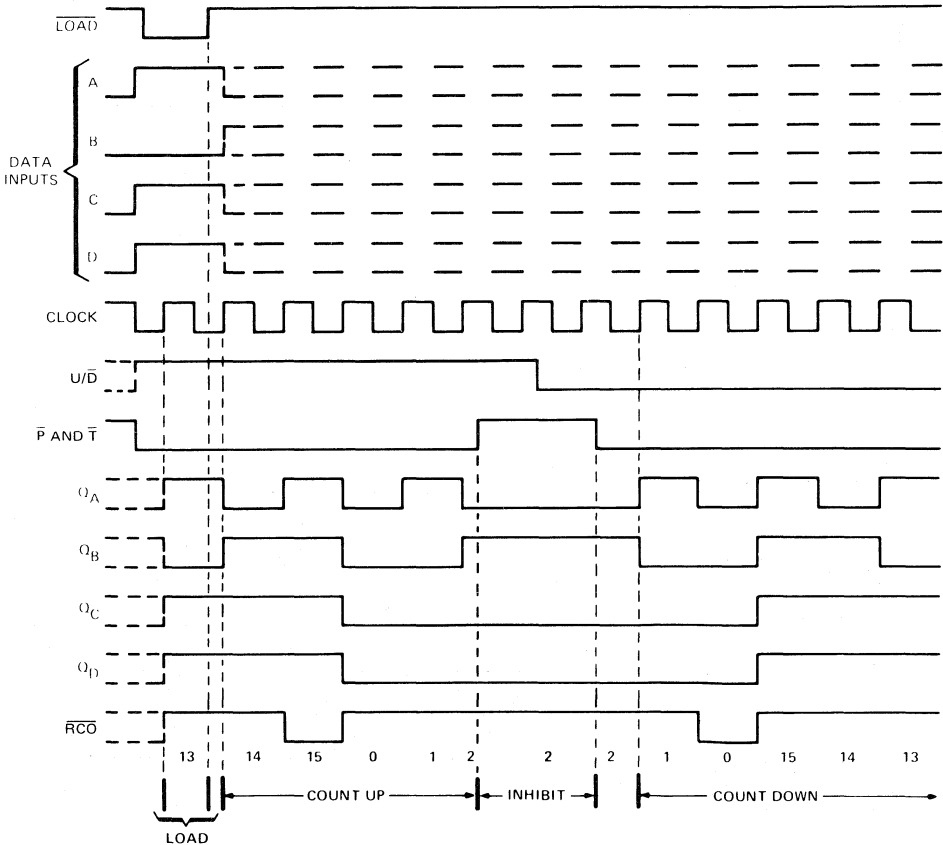 LOAD
A
B
DATA
INPUTS
C
D
CLOCK
U/D̅
P̅ AND T̅
QA
QB
QC
QD
R̅C̅O̅
13 14 15 0 1 2 2 2 1 0 15 14 13
COUNT UP INHIBIT COUNT DOWN
LOAD